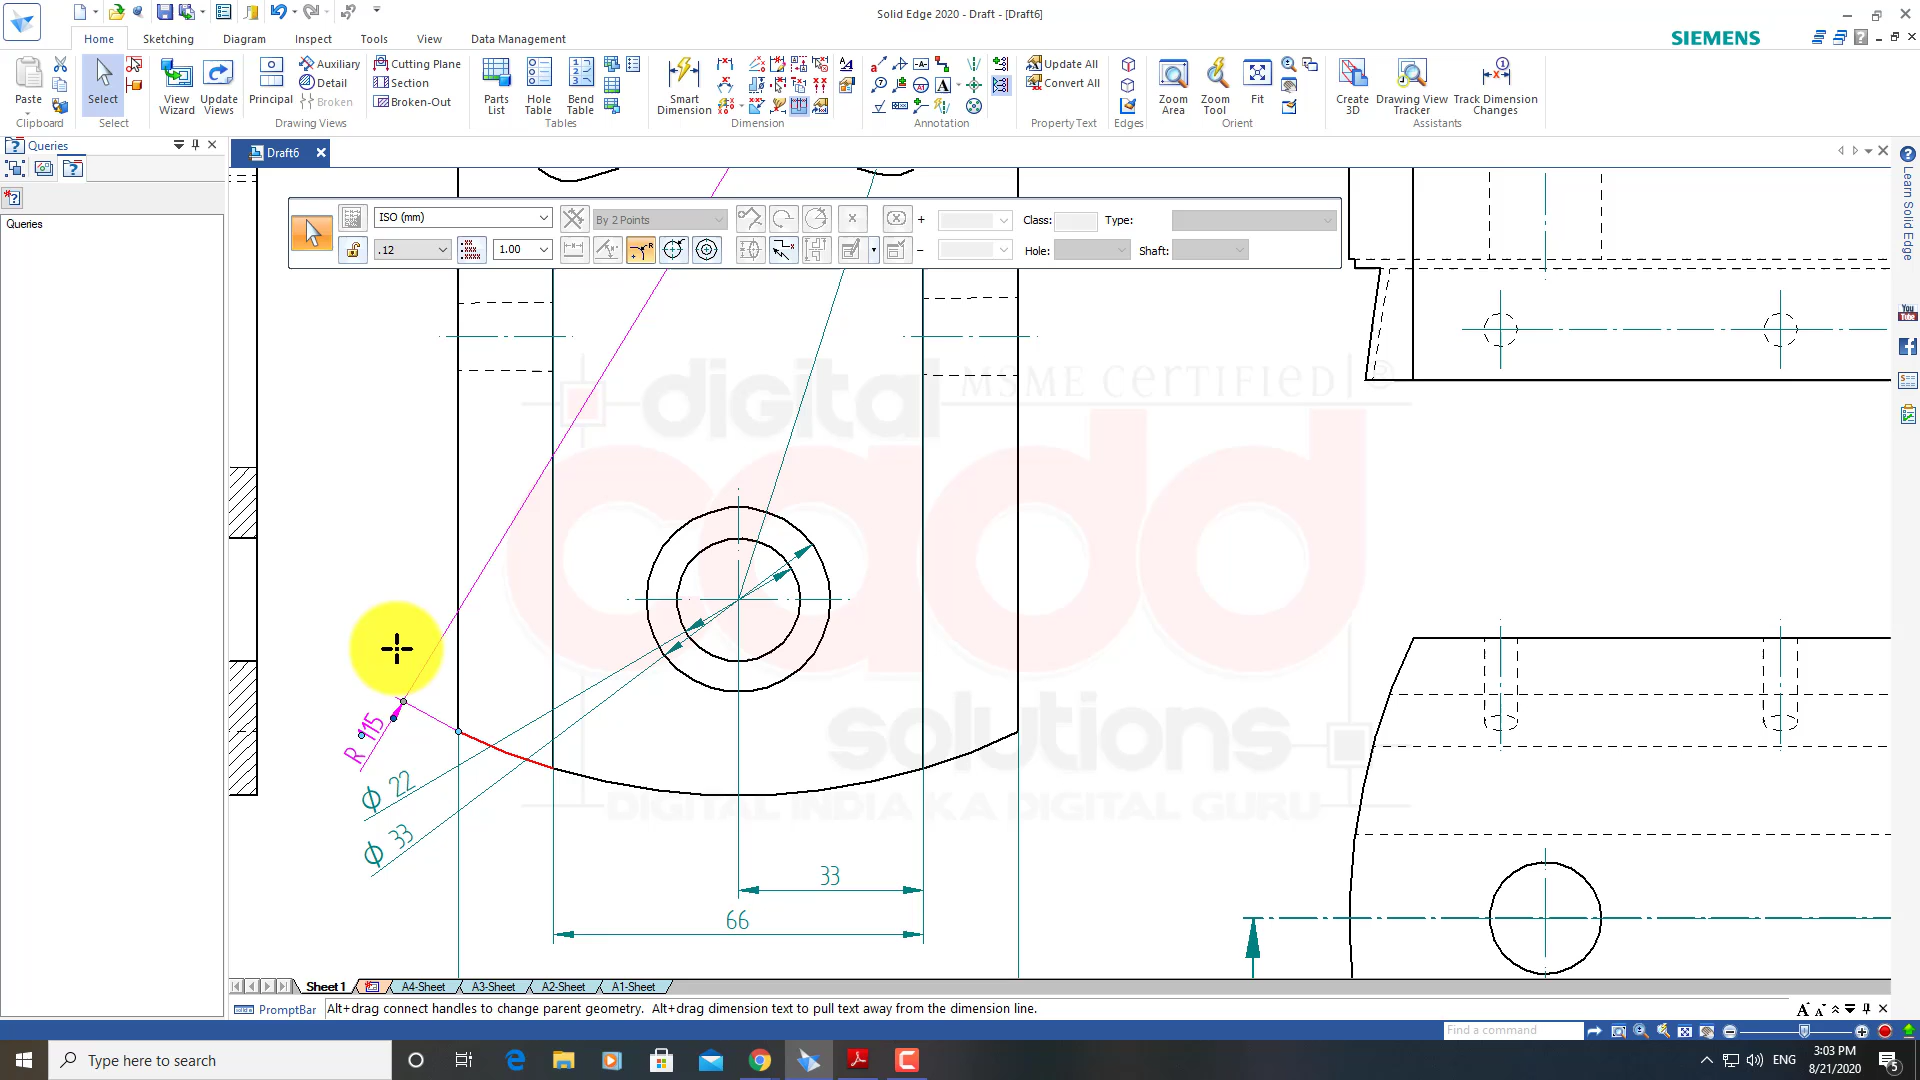 Solid Edge 2020 - Draft - [Draft6]
Home
Sketching
Diagram
Inspect
Tools
View
Data Management
SIEMENS
Paste
Clipboard
Select
Select
View Wizard
Update Views
Principal
Auxiliary
Detail
Broken
Cutting Plane
Section
Broken-Out
Drawing Views
Parts List
Hole Table
Bend Table
Tables
Smart Dimension
Dimension
Annotation
Update All
Convert All
Property Text
Edges
Zoom Area
Zoom Tool
Fit
Orient
Create 3D
Drawing View Tracker
Track Dimension Changes
Assistants
Queries
Draft6
Queries
ISO (mm)
By 2 Points
Class:
Type:
.12
1.00
Hole:
Shaft:
Learn Solid Edge
You Tube
digital
MSME CERTIFIED
cadd
solutions
DIGITAL INDIA KA DIGITAL GURU
R 115
ϕ 22
ϕ 33
33
66
Sheet1
A4-Sheet
A3-Sheet
A2-Sheet
A1-Sheet
PromptBar
Alt+drag connect handles to change parent geometry. Alt+drag dimension text to pull text away from the dimension line.
Find a command
Type here to search
ENG
3:03 PM
8/21/2020
5